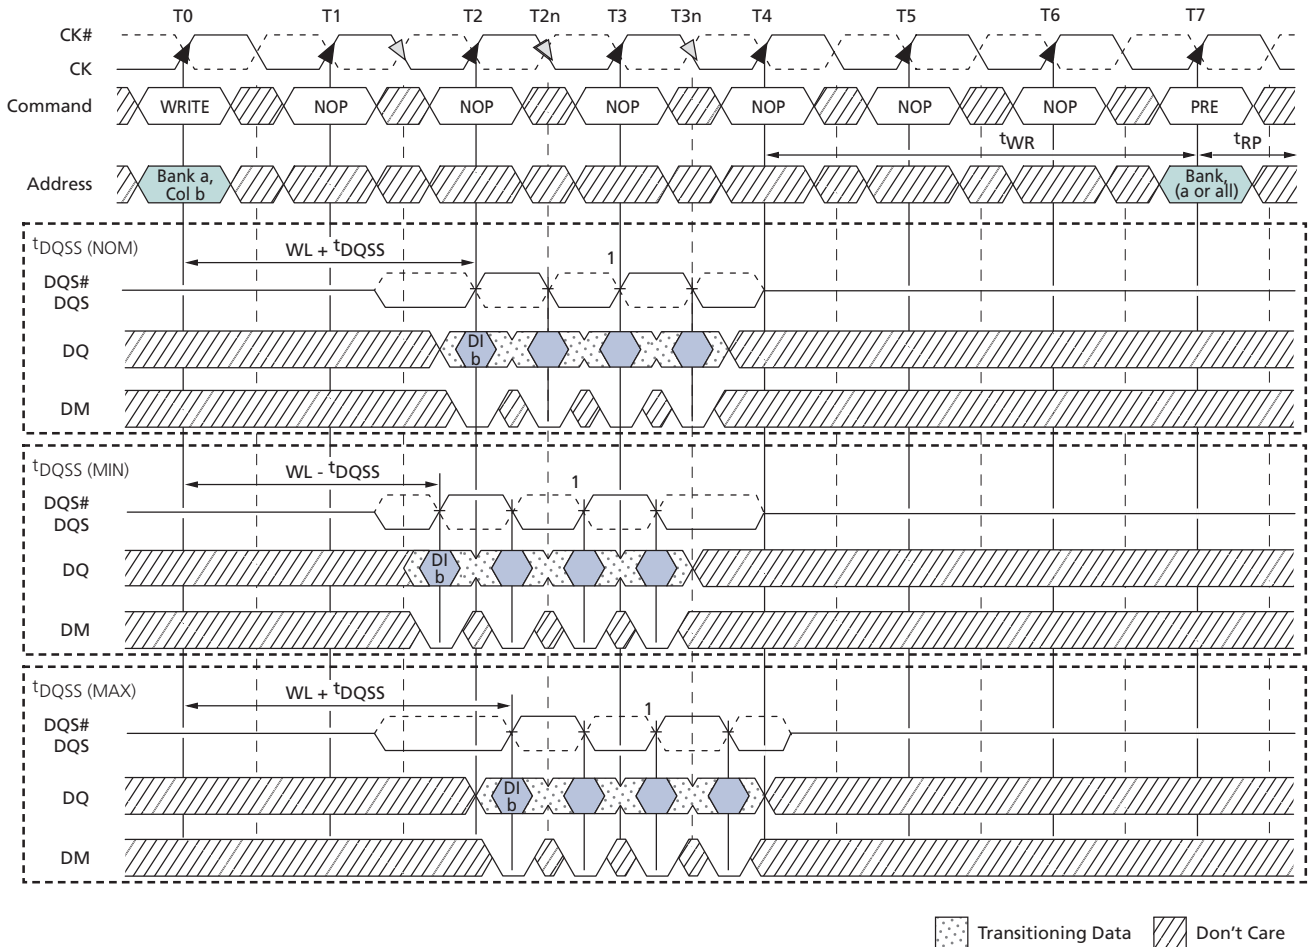 T0 T1 T2 T2n T3 T3n T4 T5 T6 T7
CK#
CK
Command WRITE NOP NOP NOP NOP NOP NOP PRE
tWR tRP
Address Bank a, Col b Bank, (a or all)
tDQSS (NOM)
WL + tDQSS 1
DQS#
DQS
DQ DI b
DM
tDQSS (MIN)
WL - tDQSS 1
DQS#
DQS
DQ DI b
DM
tDQSS (MAX)
WL + tDQSS 1
DQS#
DQS
DQ DI b
DM
Transitioning Data Don't Care